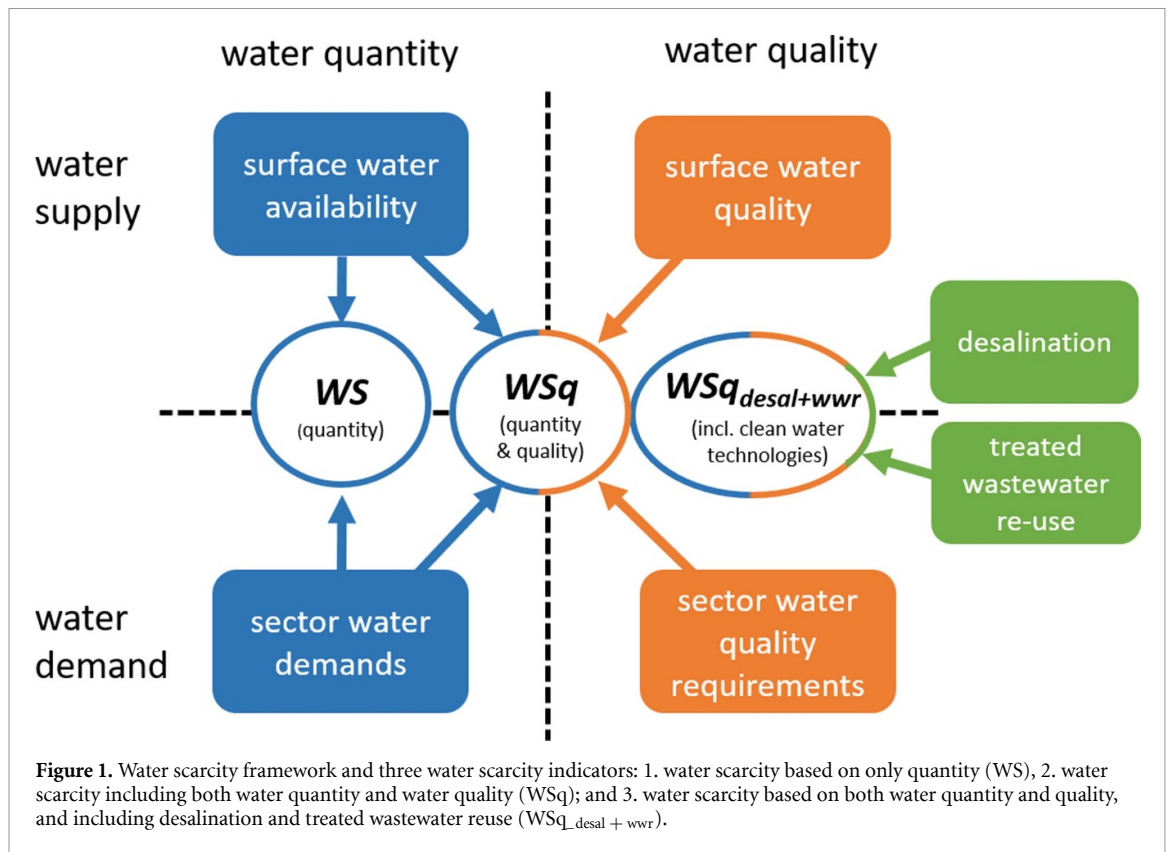 water quantity
water quality
water
supply
surface water
availability
surface water
quality
desalination
WS
(quantity)
WSq
(quantity
& quality)
WSqdesal+wwr
(incl. clean water
technologies)
treated
wastewater
re-use
water
demand
sector water
demands
sector water
quality
requirements
Figure 1. Water scarcity framework and three water scarcity indicators: 1. water scarcity based on only quantity (WS), 2. water
scarcity including both water quantity and water quality (WSq); and 3. water scarcity based on both water quantity and quality,
and including desalination and treated wastewater reuse (WSq_desal + wwr).